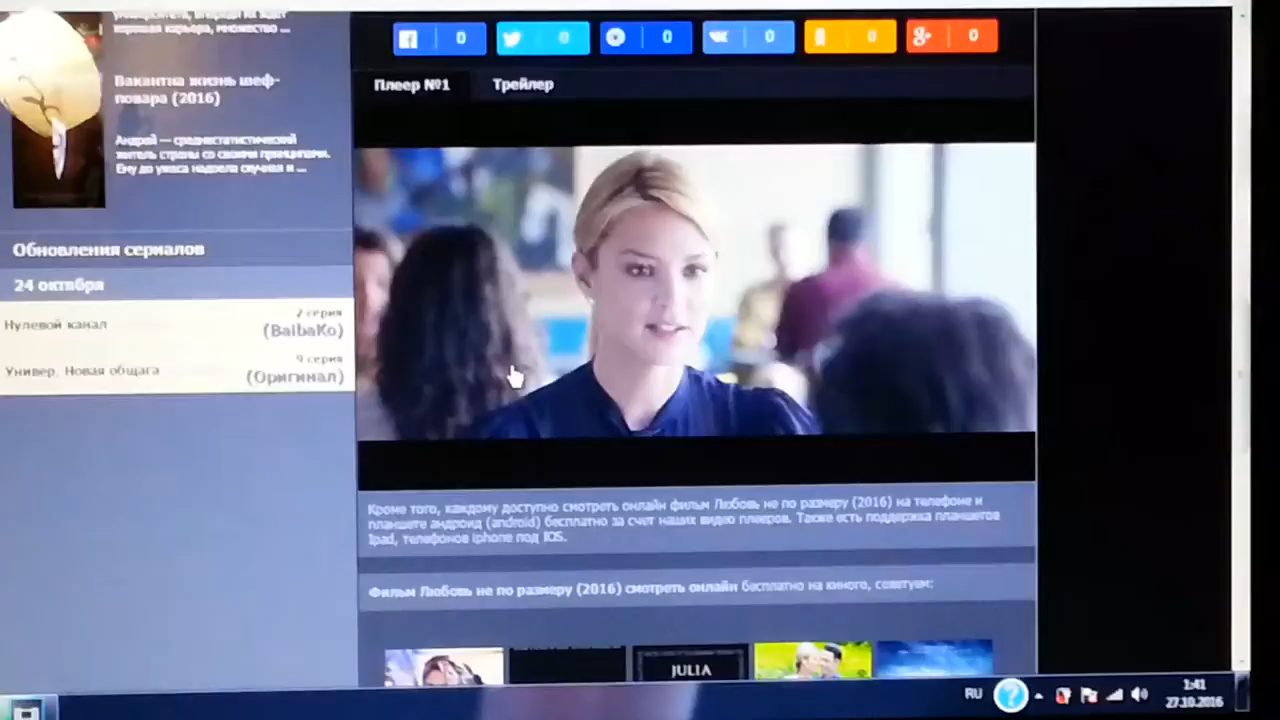 хорошая карьера, множество ...
Вакантна жизнь шеф-
повара (2016)
Андрей — среднестатистический
житель страны со своими принципами.
Ему до ужаса надоела скучная и ...
Обновления сериалов
24 октября
Нулевой канал
2 серия
(BaibaKo)
Универ. Новая общага
9 серия
(Оригинал)
0
0
0
0
0
g+ 0
Плеер №1
Трейлер
Кроме того, каждому доступно смотреть онлайн фильм Любовь не по размеру (2016) на телефоне и
планшете андроид (android) бесплатно за счет наших видео плееров. Также есть поддержка планшетов
Ipad, телефонов iphone под IOS.
Фильм Любовь не по размеру (2016) смотреть онлайн бесплатно на киного, советуем:
JULIA
RU
1:41
27.10.2016